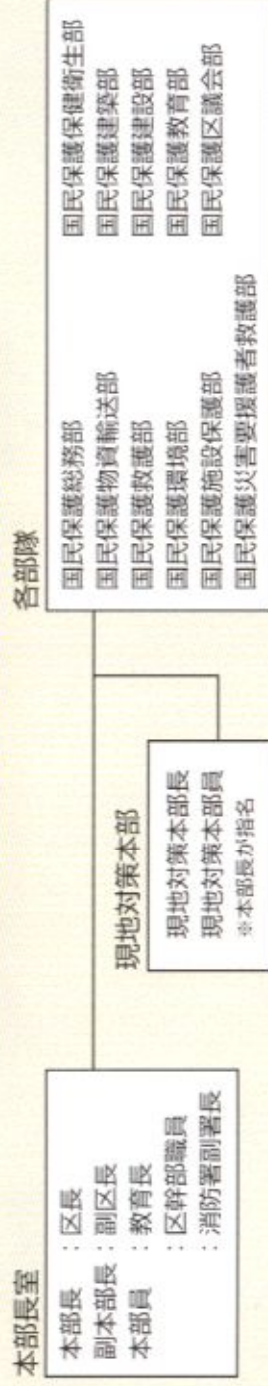 本部長室
本部長 : 区長
副本部長 : 副区長
本部員 : 教育長
: 区幹部職員
: 消防署副署長
現地対策本部
現地対策本部長
現地対策本部員
※本部長が指名
各部隊
国民保護総務部 国民保護保健衛生部
国民保護物資輸送部 国民保護建築部
国民保護救護部 国民保護建設部
国民保護環境部 国民保護教育部
国民保護施設保護部 国民保護区議会部
国民保護災害要援護者救護部